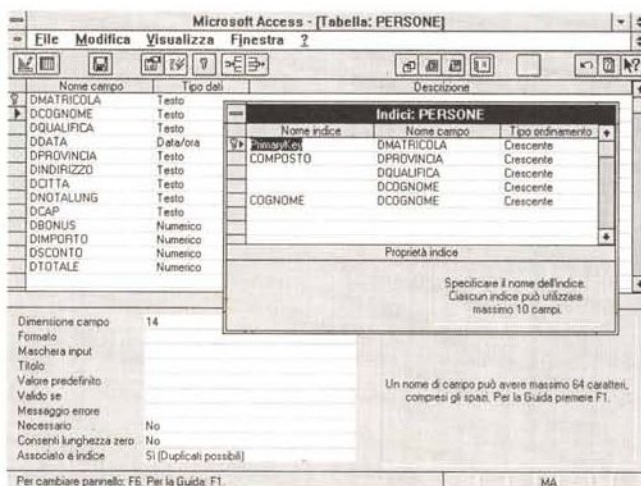 Microsoft Access - [Tabella: PERSONE]
File Modifica Visualizza Finestra ?
Nome campo Tipo dati Descrizione
DMATRICOLA Testo
DCOGNOME Testo
DQUALIFICA Testo
DDATA Data/ora
DPROVINCIA Testo
DINDIRIZZO Testo
DCITTA Testo
DNOTALUNG Testo
DCAP Testo
DBONUS Numerico
DIMPORTO Numerico
DSCONTO Numerico
DTOTALE Numerico
Indici: PERSONE
Nome indice Nome campo Tipo ordinamento
PrimaryKey DMATRICOLA Crescente
COMPOSTO DPROVINCIA Crescente
DQUALIFICA Crescente
DCOGNOME Crescente
COGNOME DCOGNOME Crescente
Proprietà indice
Specificare il nome dell'indice.
Ciascun indice può utilizzare
massimo 10 campi.
Dimensione campo 14
Formato
Maschera input
Titolo
Valore predefinito
Valido se
Messaggio errore
Necessario No
Consenti lunghezza zero No
Associato a indice Sì (Duplicati possibili)
Un nome di campo può avere massimo 64 caratteri,
compresi gli spazi. Per la Guida premere F1.
Per cambiare pannello: F6. Per la Guida: F1. MA